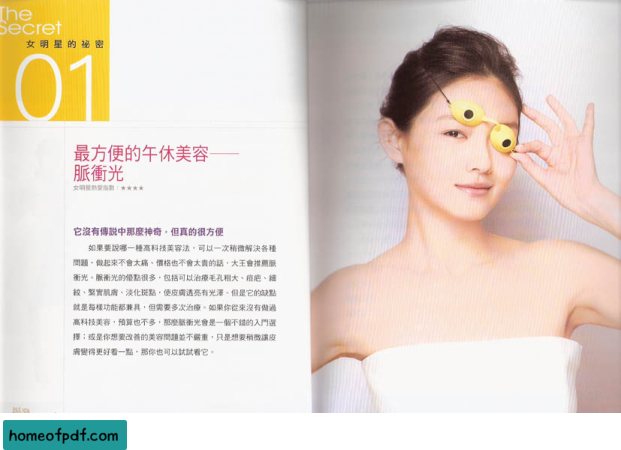 The
Secret
女明星的祕密
01
最方便的午休美容——
脈衝光
女明星熱愛指數：★★★★
它沒有傳說中那麼神奇，但真的很方便
如果要說哪一種高科技美容法，可以一次稍微解決各種
問題、做起來不會太痛、價格也不會太貴的話，大王會推薦脈
衝光。脈衝光的優點很多，包括可以治療毛孔粗大、痘疤、細
紋、緊實肌膚、淡化斑點，使皮膚透亮有光澤。但是它的缺點
就是每樣功能都兼具，但需要多次治療。如果你從來沒有做過
高科技美容，預算也不多，那麼脈衝光會是一個不錯的入門選
擇；或是你想要改善的美容問題並不嚴重，只是想要稍微讓皮
膚變得更好看一點，那你也可以試試看它。
homeofpdf.com